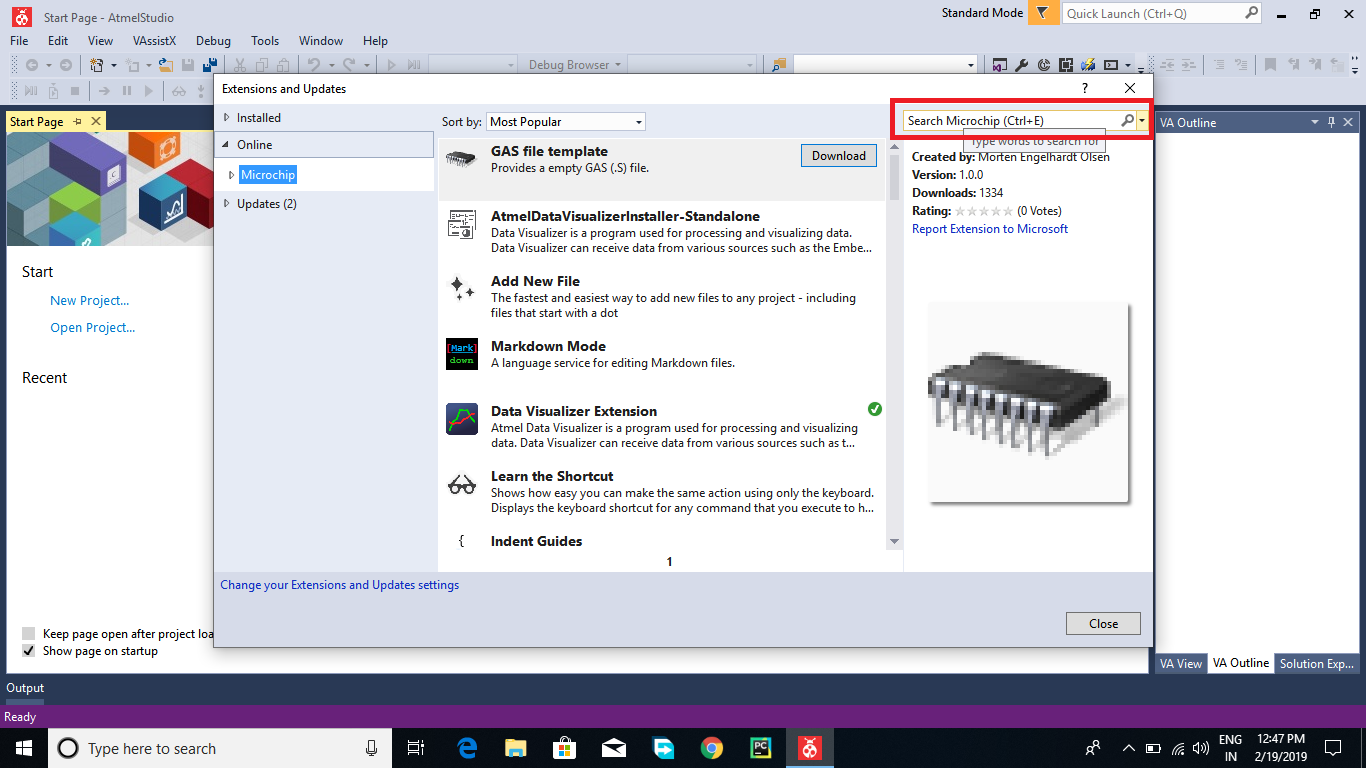 Start Page - AtmelStudio
Standard Mode
Quick Launch (Ctrl+Q)
File Edit View VAssistX Debug Tools Window Help
Debug Browser
Extensions and Updates
?
Start Page
Installed
Online
Microchip
Updates (2)
Sort by: Most Popular
GAS file template
Provides a empty GAS (.S) file.
Download
AtmelDataVisualizerInstaller-Standalone
Data Visualizer is a program used for processing and visualizing data.
Data Visualizer can receive data from various sources such as the Embe...
Add New File
The fastest and easiest way to add new files to any project - including
files that start with a dot
[Mark]
down
Markdown Mode
A language service for editing Markdown files.
Data Visualizer Extension
Atmel Data Visualizer is a program used for processing and visualizing
data. Data Visualizer can receive data from various sources such as t...
Learn the Shortcut
Shows how easy you can make the same action using only the keyboard.
Displays the keyboard shortcut for any command that you execute to h...
{
Indent Guides
1
Search Microchip (Ctrl+E)
Type words to search for
Created by: Morten Engelhardt Olsen
Version: 1.0.0
Downloads: 1334
Rating: (0 Votes)
Report Extension to Microsoft
Change your Extensions and Updates settings
Close
VA Outline
Start
New Project...
Open Project...
Recent
Keep page open after project loa
Show page on startup
VA View VA Outline Solution Exp...
Output
Ready
Type here to search
PC
ENG
IN
12:47 PM
2/19/2019